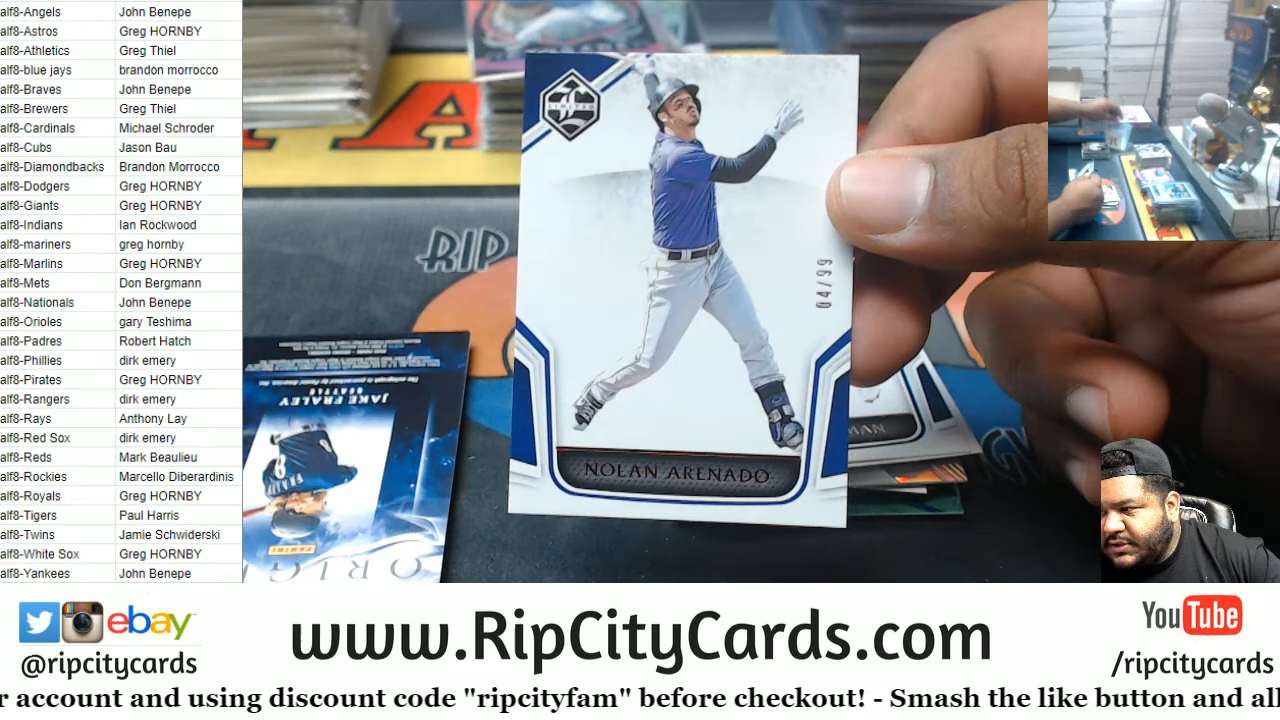 alf8-Angels John Benepe
alf8-Astros Greg HORNBY
alf8-Athletics Greg Thiel
alf8-blue jays brandon morrocco
alf8-Braves John Benepe
alf8-Brewers Greg Thiel
alf8-Cardinals Michael Schroder
alf8-Cubs Jason Bau
alf8-Diamondbacks Brandon Morrocco
alf8-Dodgers Greg HORNBY
alf8-Giants Greg HORNBY
alf8-Indians Ian Rockwood
alf8-mariners greg hornby
alf8-Marlins Greg HORNBY
alf8-Mets Don Bergmann
alf8-Nationals John Benepe
alf8-Orioles gary Teshima
alf8-Padres Robert Hatch
alf8-Phillies dirk emery
alf8-Pirates Greg HORNBY
alf8-Rangers dirk emery
alf8-Rays Anthony Lay
alf8-Red Sox dirk emery
alf8-Reds Mark Beaulieu
alf8-Rockies Marcello Diberardinis
alf8-Royals Greg HORNBY
alf8-Tigers Paul Harris
alf8-Twins Jamie Schwiderski
alf8-White Sox Greg HORNBY
alf8-Yankees John Benepe
LIMITED
RIP
04/99
NOLAN ARENADO
MAN
JAKE FRALEY
SEATTLE
FRALEY
PANINI
ORIGI
ebay
@ripcitycards
www.RipCityCards.com
YouTube
/ripcitycards
r account and using discount code "ripcityfam" before checkout! - Smash the like button and all